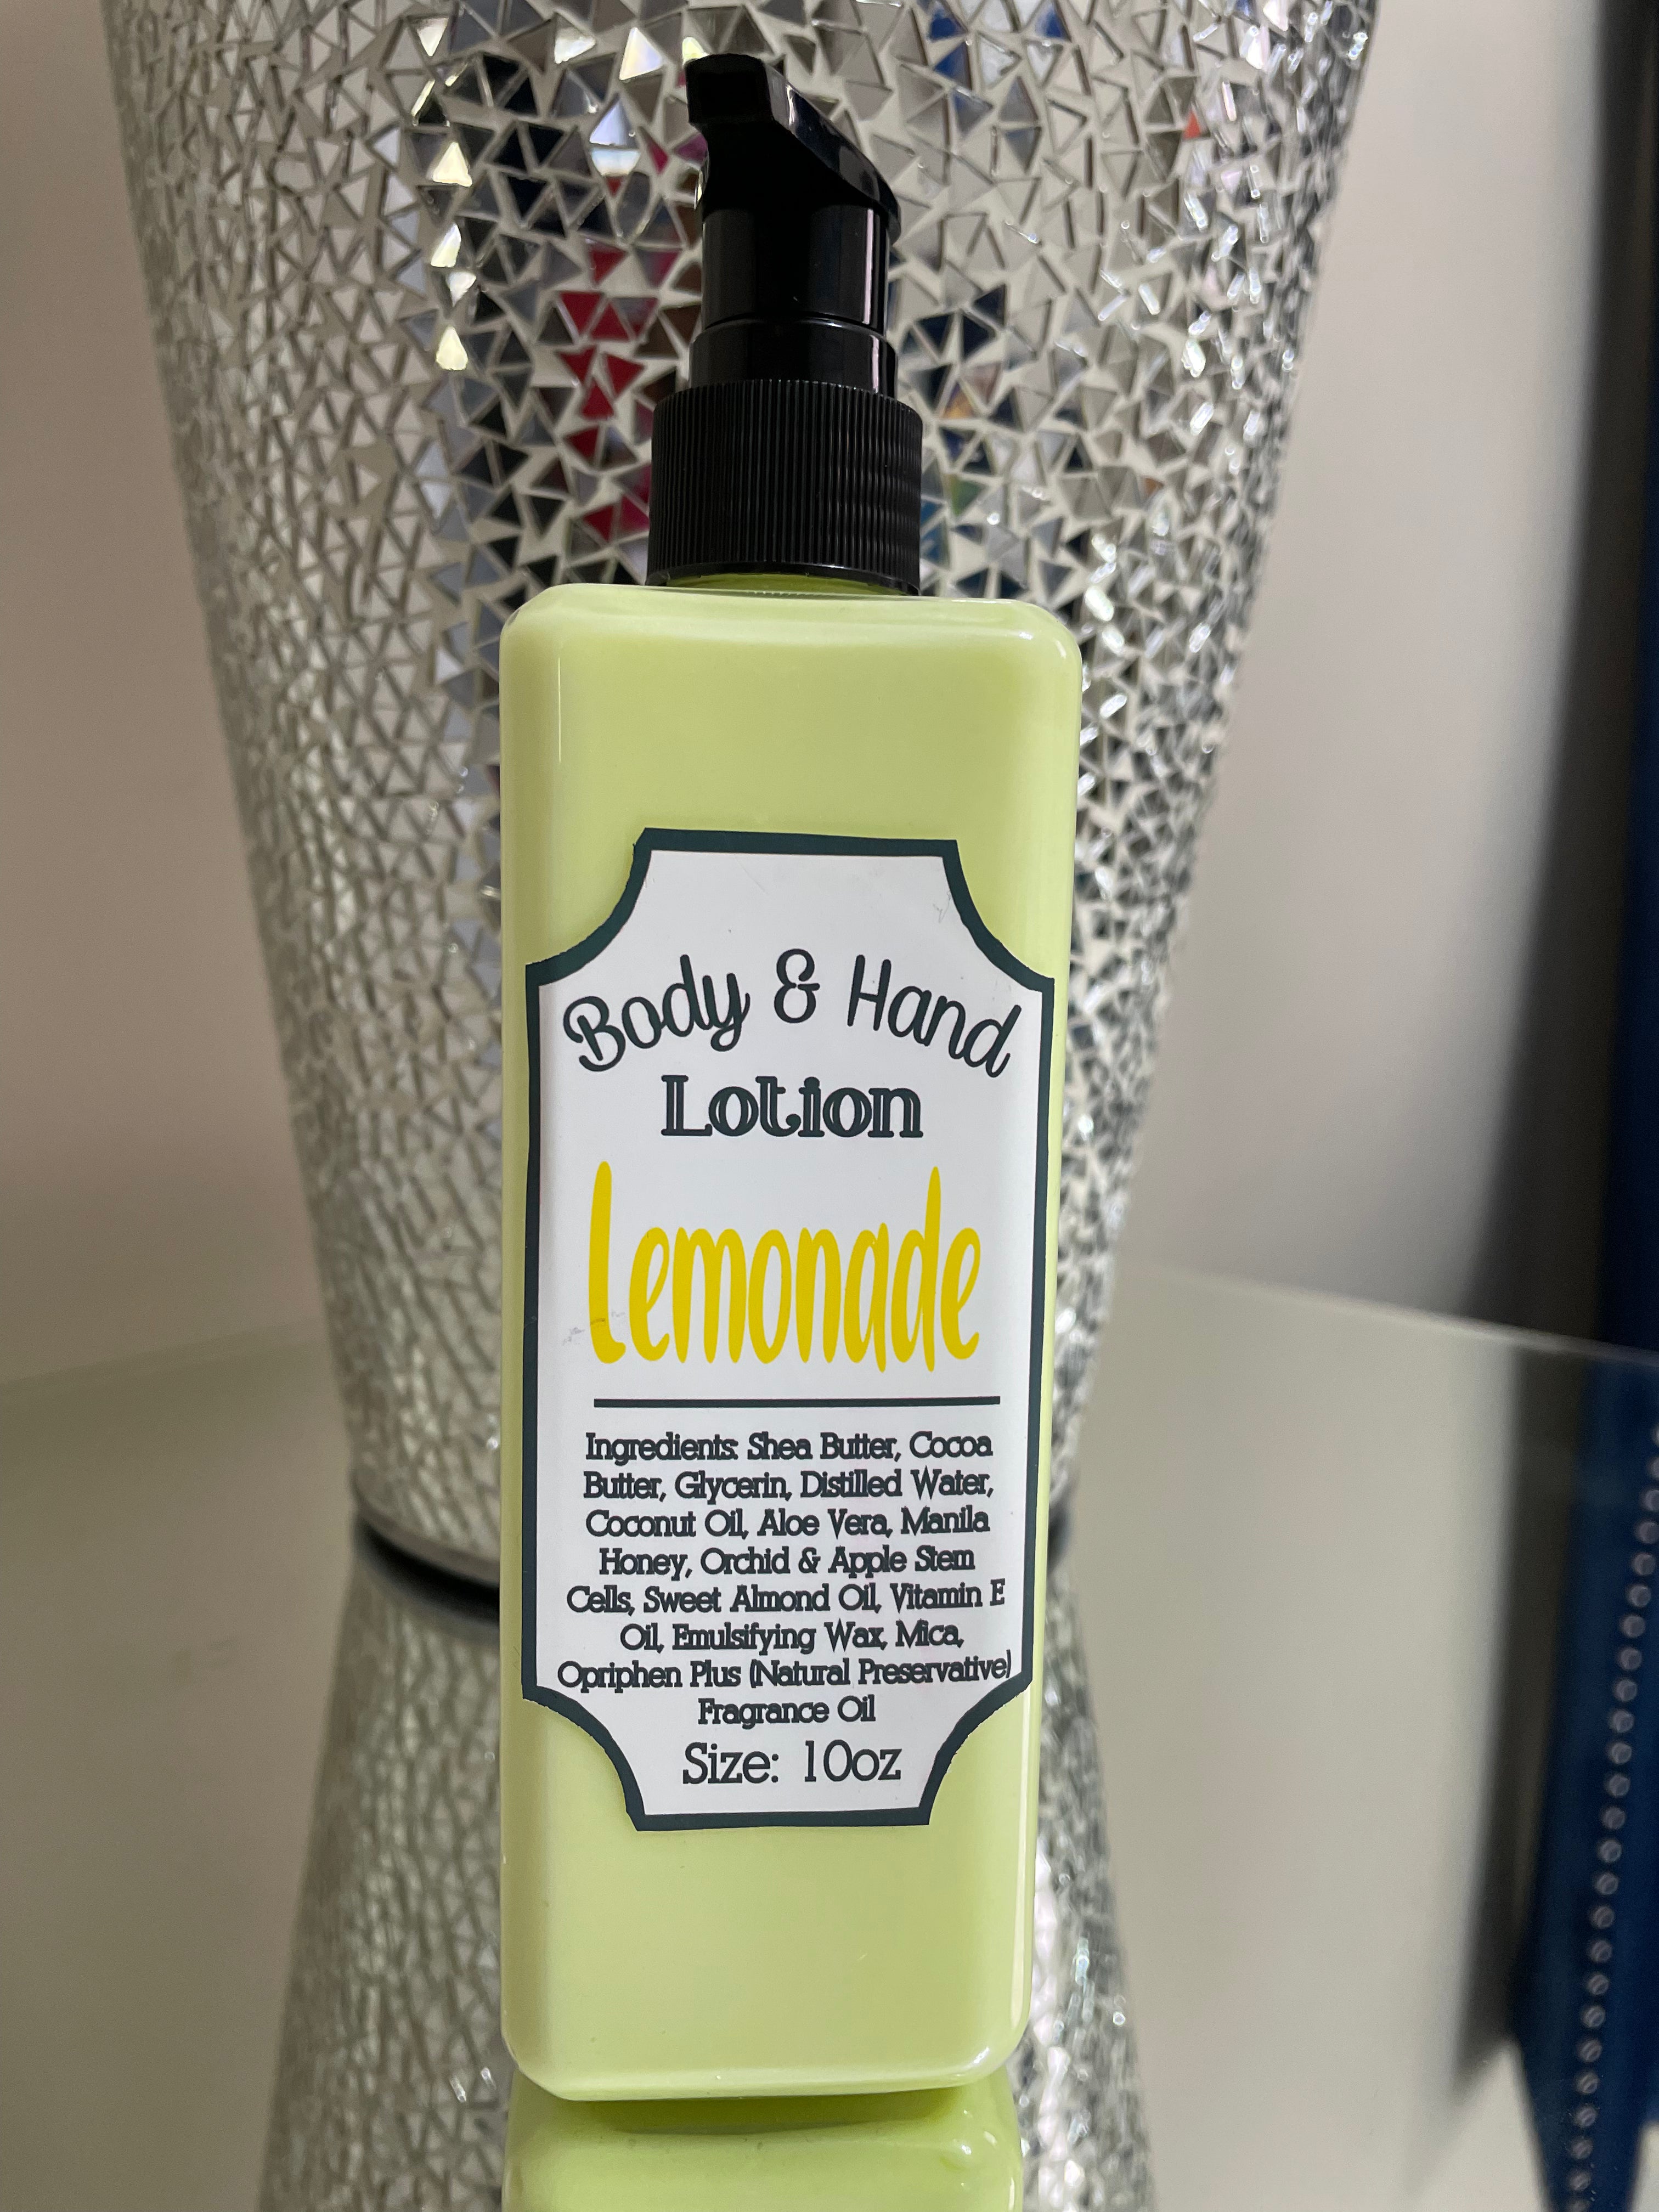 Body & Hand
Lotion
Lemonade
Ingredients: Shea Butter, Cocoa
Butter, Glycerin, Distilled Water,
Coconut Oil, Aloe Vera, Manila
Honey, Orchid & Apple Stem
Cells, Sweet Almond Oil, Vitamin E
Oil, Emulsifying Wax, Mica,
Opriphen Plus (Natural Preservative)
Fragrance Oil
Size: 10oz